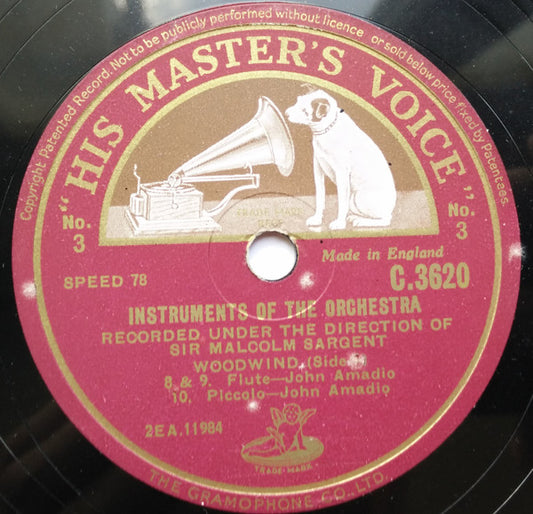 Copyright Patented Record. Not to be publicly performed without licence or sold below price fixed by Patentees.
"HIS MASTER'S VOICE"
No. 3
No. 3
TRADE MARK
Made in England
SPEED 78
C.3620
INSTRUMENTS OF THE ORCHESTRA
RECORDED UNDER THE DIRECTION OF
SIR MALCOLM SARGENT
WOODWIND (Side
8 & 9. Flute—John Amadio
10. Piccolo—John Amadio
2EA.11984
TRADE-MARK
THE GRAMOPHONE CO. LTD.